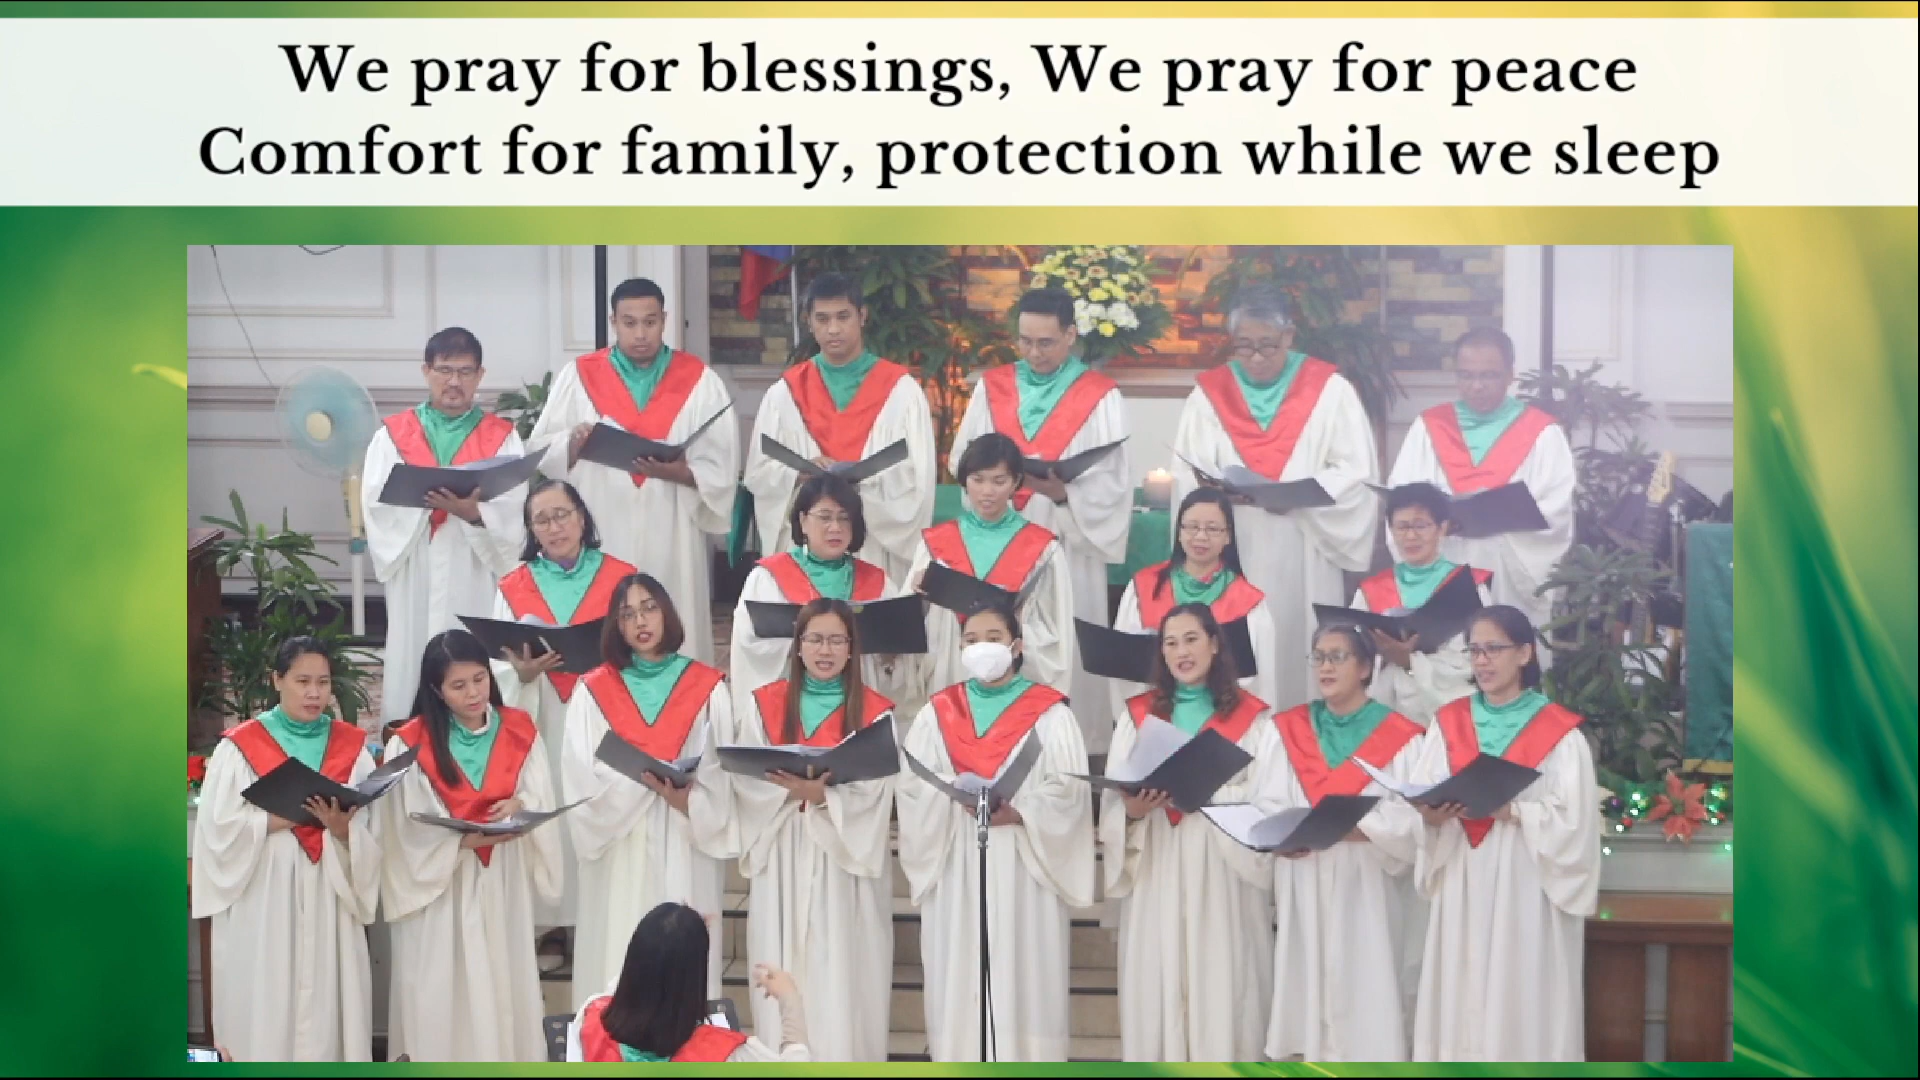 We pray for blessings, We pray for peace
Comfort for family, protection while we sleep